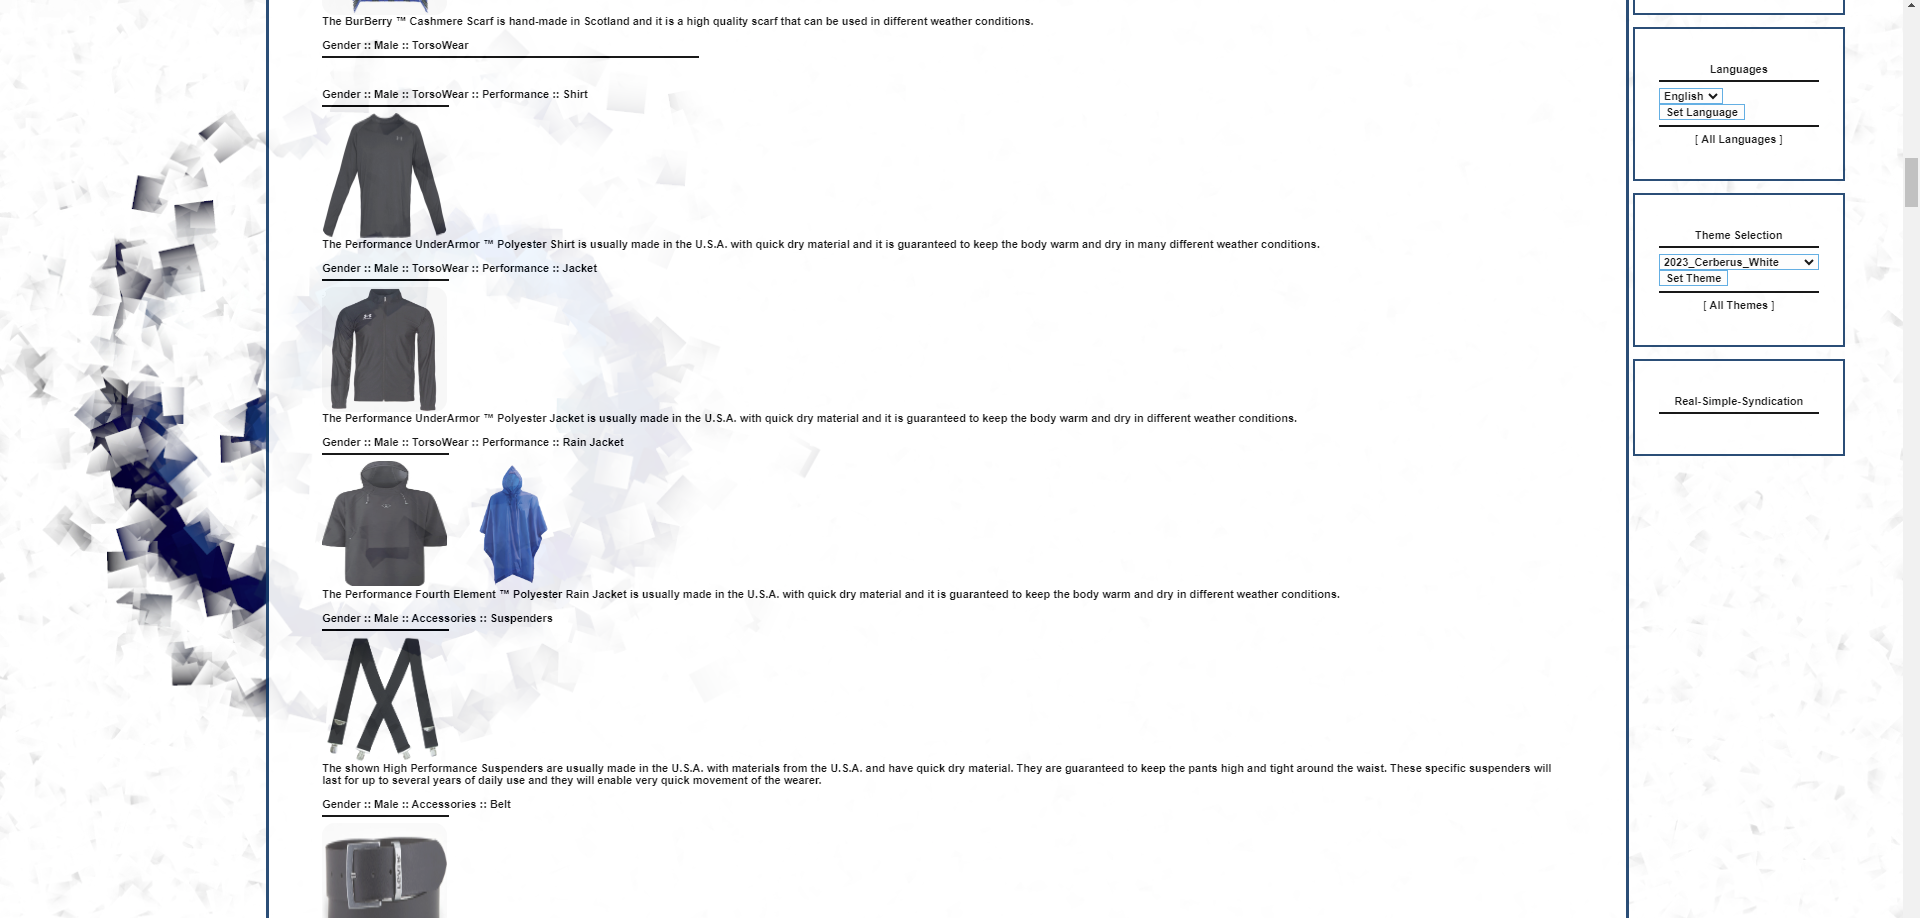 The BurBerry ™ Cashmere Scarf is hand-made in Scotland and it is a high quality scarf that can be used in different weather conditions.
Gender :: Male :: TorsoWear
Gender :: Male :: TorsoWear :: Performance :: Shirt
The Performance UnderArmor ™ Polyester Shirt is usually made in the U.S.A. with quick dry material and it is guaranteed to keep the body warm and dry in many different weather conditions.
Gender :: Male :: TorsoWear :: Performance :: Jacket
The Performance UnderArmor ™ Polyester Jacket is usually made in the U.S.A. with quick dry material and it is guaranteed to keep the body warm and dry in different weather conditions.
Gender :: Male :: TorsoWear :: Performance :: Rain Jacket
The Performance Fourth Element ™ Polyester Rain Jacket is usually made in the U.S.A. with quick dry material and it is guaranteed to keep the body warm and dry in different weather conditions.
Gender :: Male :: Accessories :: Suspenders
The shown High Performance Suspenders are usually made in the U.S.A. with materials from the U.S.A. and have quick dry material. They are guaranteed to keep the pants high and tight around the waist. These specific suspenders will
last for up to several years of daily use and they will enable very quick movement of the wearer.
Gender :: Male :: Accessories :: Belt
Languages
English
Set Language
[ All Languages ]
Theme Selection
2023_Cerberus_White
Set Theme
[ All Themes ]
Real-Simple-Syndication